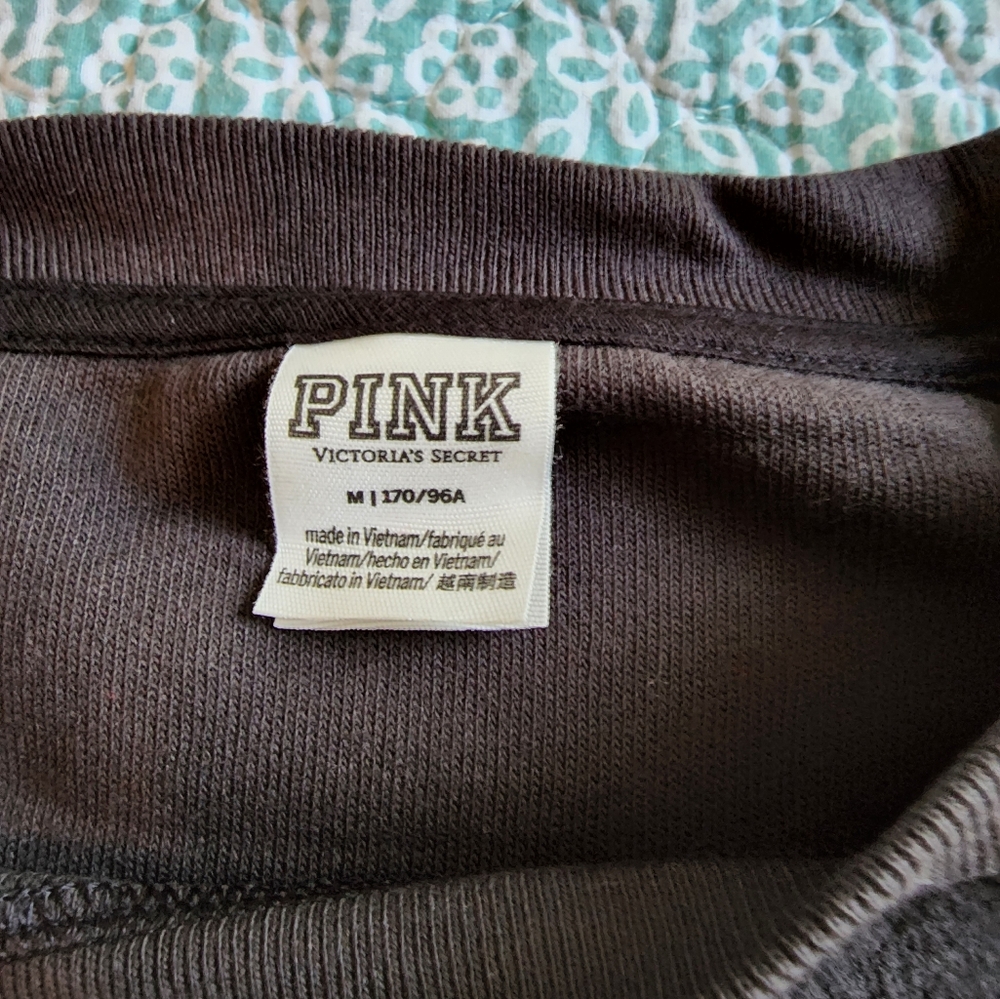 PINK
VICTORIA'S SECRET
M | 170/96A
made in Vietnam/fabriqué au
Vietnam/hecho en Vietnam/
fabbricato in Vietnam/ 越南制造